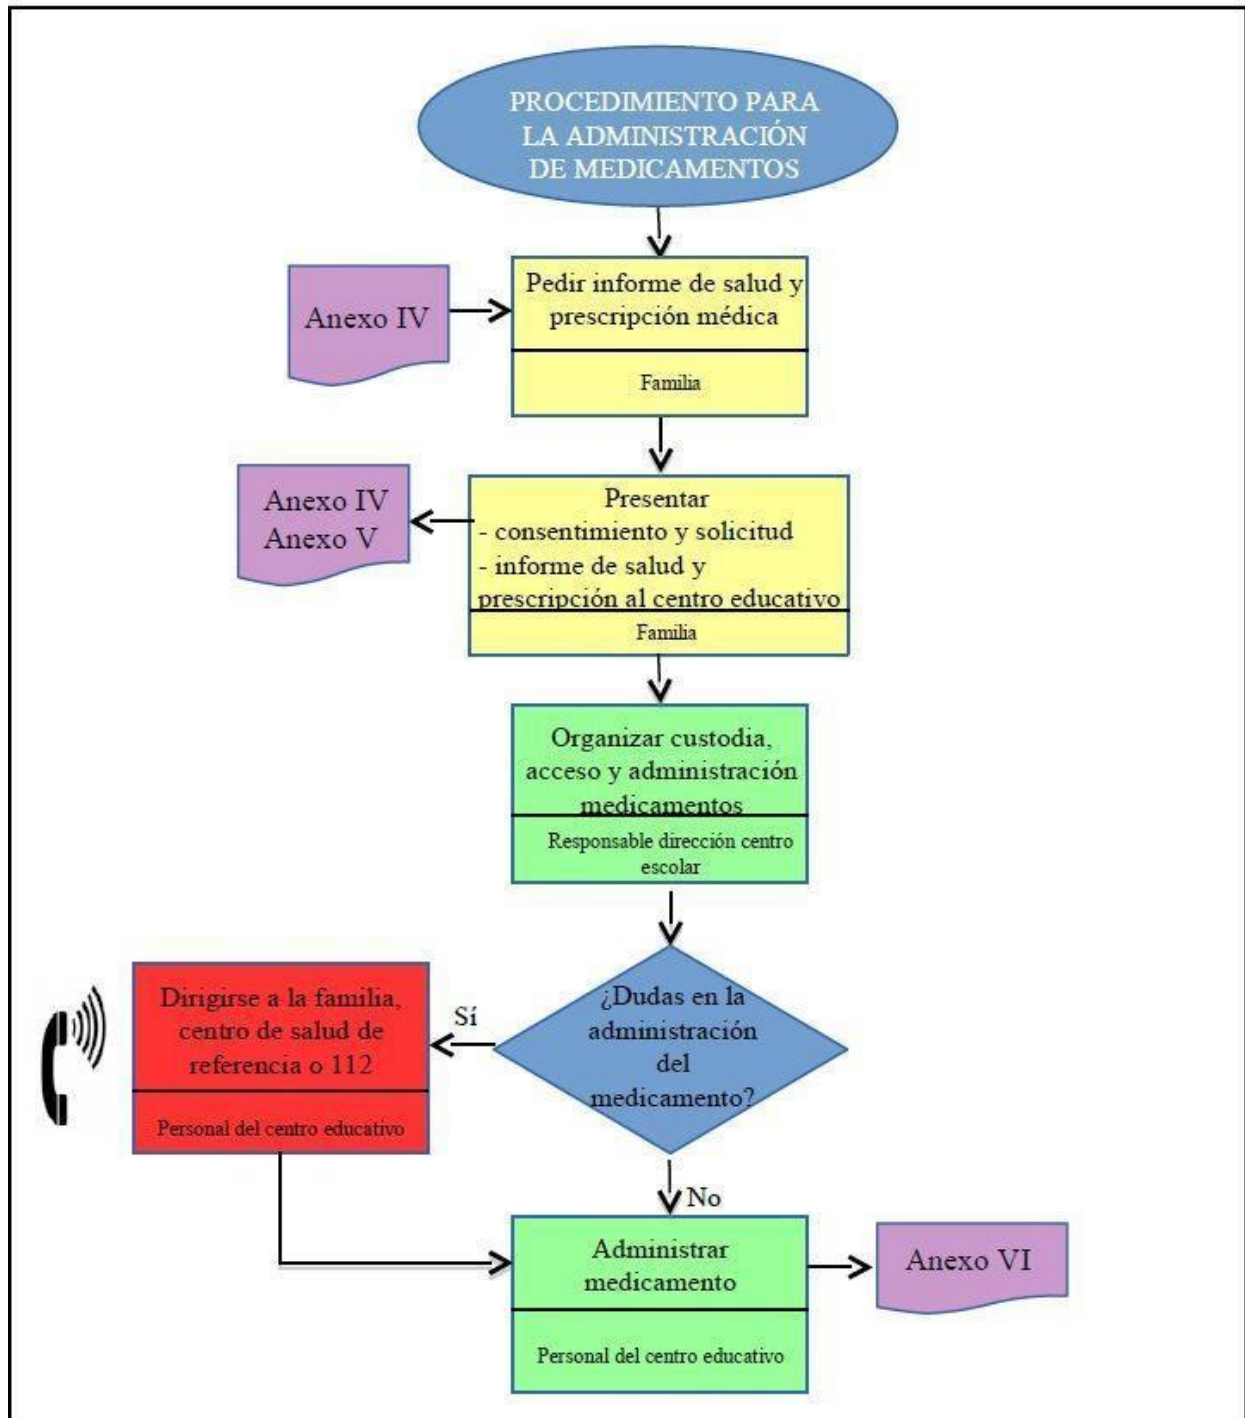 PROCEDIMIENTO PARA
LA ADMINISTRACIÓN
DE MEDICAMENTOS
Anexo IV
Pedir informe de salud y
prescripción médica
Familia
Anexo IV
Anexo V
Presentar
- consentimiento y solicitud
- informe de salud y
prescripción al centro educativo
Familia
Organizar custodia,
acceso y administración
medicamentos
Responsable dirección centro
escolar
¿Dudas en la
administración
del
medicamento?
Sí
Dirigirse a la familia,
centro de salud de
referencia o 112
Personal del centro educativo
No
Administrar
medicamento
Personal del centro educativo
Anexo VI